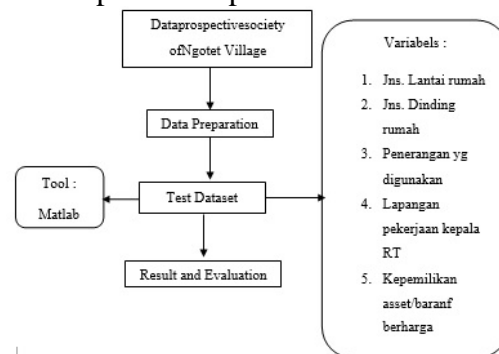 Dataprospectivesociety
ofNgotet Village
Data Preparation
Tool :
Matlab
Test Dataset
Result and Evaluation
Variabels :
1. Jns. Lantai rumah
2. Jns. Dinding
rumah
3. Penerangan yg
digunakan
4. Lapangan
pekerjaan kepala
RT
5. Kepemilikan
asset/baranf
berharga